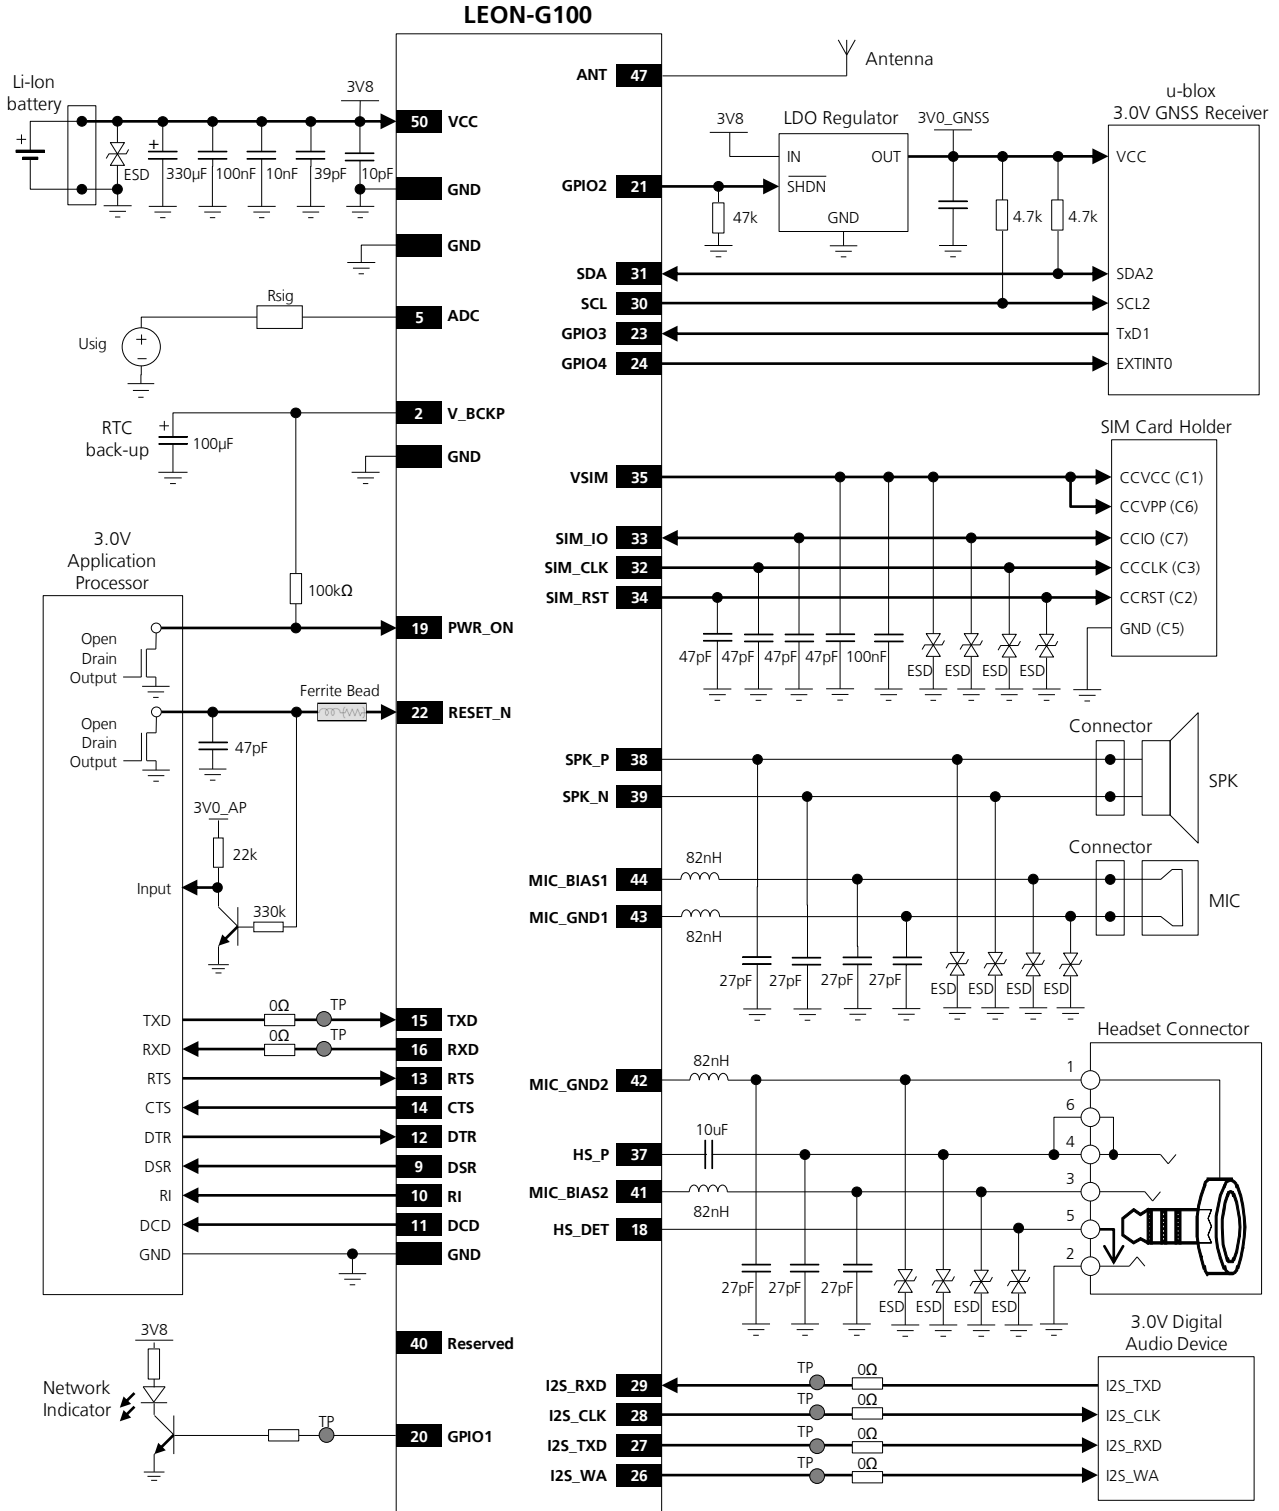 LEON-G100
Li-Ion
battery
3V8
50 VCC
ESD
330µF
100nF
10nF
39pF
10pF
GND
GND
Rsig
5 ADC
Usig
2 V_BCKP
RTC
back-up
100µF
GND
3.0V
Application
Processor
100kΩ
Open
Drain
Output
19 PWR_ON
Ferrite Bead
22 RESET_N
Open
Drain
Output
47pF
3V0_AP
22k
Input
330k
TXD 0Ω TP 15 TXD
RXD 0Ω TP 16 RXD
RTS 13 RTS
CTS 14 CTS
DTR 12 DTR
DSR 9 DSR
RI 10 RI
DCD 11 DCD
GND GND
40 Reserved
3V8
Network
Indicator
TP
20 GPIO1
ANT 47
Antenna
u-blox
3.0V GNSS Receiver
3V8
LDO Regulator
3V0_GNSS
IN OUT
VCC
GPIO2 21
SHDN
47k
GND
4.7k
4.7k
SDA 31 SDA2
SCL 30 SCL2
GPIO3 23 TxD1
GPIO4 24 EXTINT0
SIM Card Holder
VSIM 35 CCVCC (C1)
CCVPP (C6)
SIM_IO 33 CCIO (C7)
SIM_CLK 32 CCCLK (C3)
SIM_RST 34 CCRST (C2)
GND (C5)
47pF 47pF 47pF 47pF 100nF ESD ESD ESD ESD
Connector
SPK_P 38
SPK_N 39
SPK
Connector
82nH
MIC_BIAS1 44
MIC_GND1 43
82nH
MIC
27pF 27pF 27pF 27pF ESD ESD ESD ESD
Headset Connector
82nH
MIC_GND2 42 1
6
10uF
HS_P 37 4
MIC_BIAS2 41 3
82nH
HS_DET 18 5
2
27pF 27pF 27pF ESD ESD ESD ESD
3.0V Digital
Audio Device
I2S_RXD 29 TP 0Ω I2S_TXD
I2S_CLK 28 TP 0Ω I2S_CLK
I2S_TXD 27 TP 0Ω I2S_RXD
I2S_WA 26 TP 0Ω I2S_WA